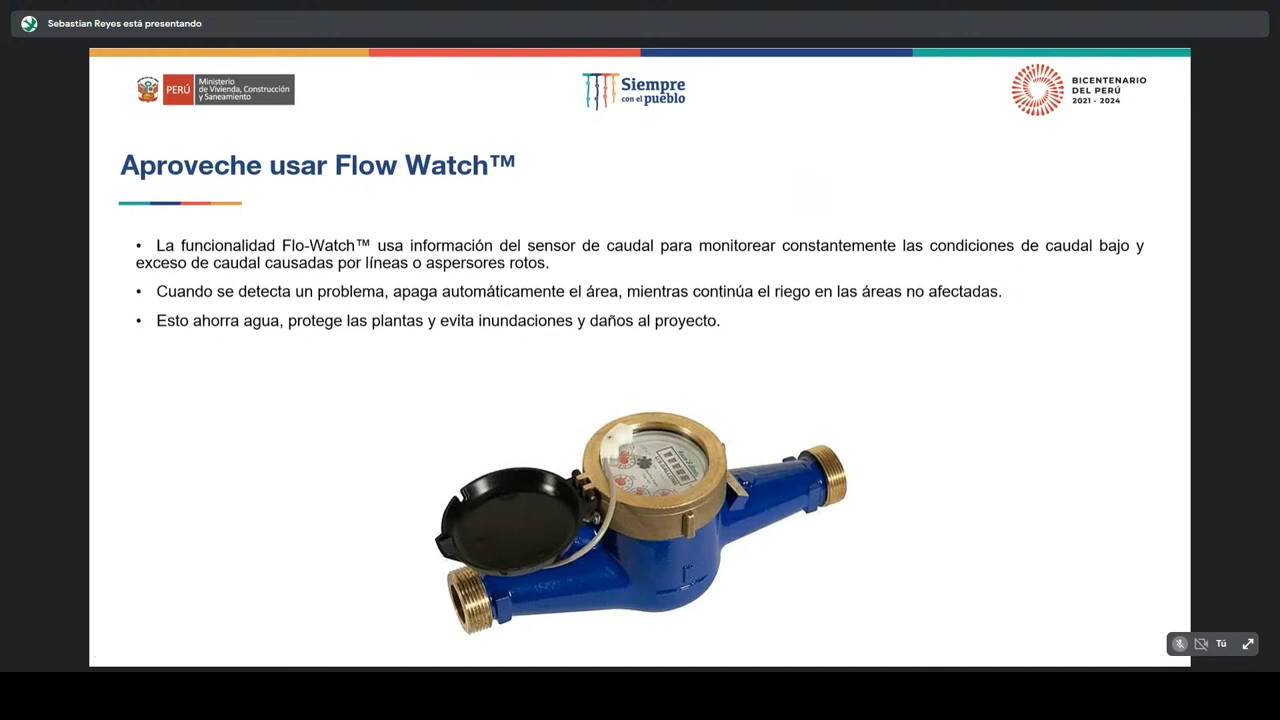 Sebastian Reyes está presentando
PERÚ
Ministerio
de Vivienda, Construcción
y Saneamiento
Siempre
con el pueblo
BICENTENARIO
DEL PERÚ
2021 - 2024
Aproveche usar Flow Watch™
• La funcionalidad Flo-Watch™ usa información del sensor de caudal para monitorear constantemente las condiciones de caudal bajo y
exceso de caudal causadas por líneas o aspersores rotos.
• Cuando se detecta un problema, apaga automáticamente el área, mientras continúa el riego en las áreas no afectadas.
• Esto ahorra agua, protege las plantas y evita inundaciones y daños al proyecto.
Tú